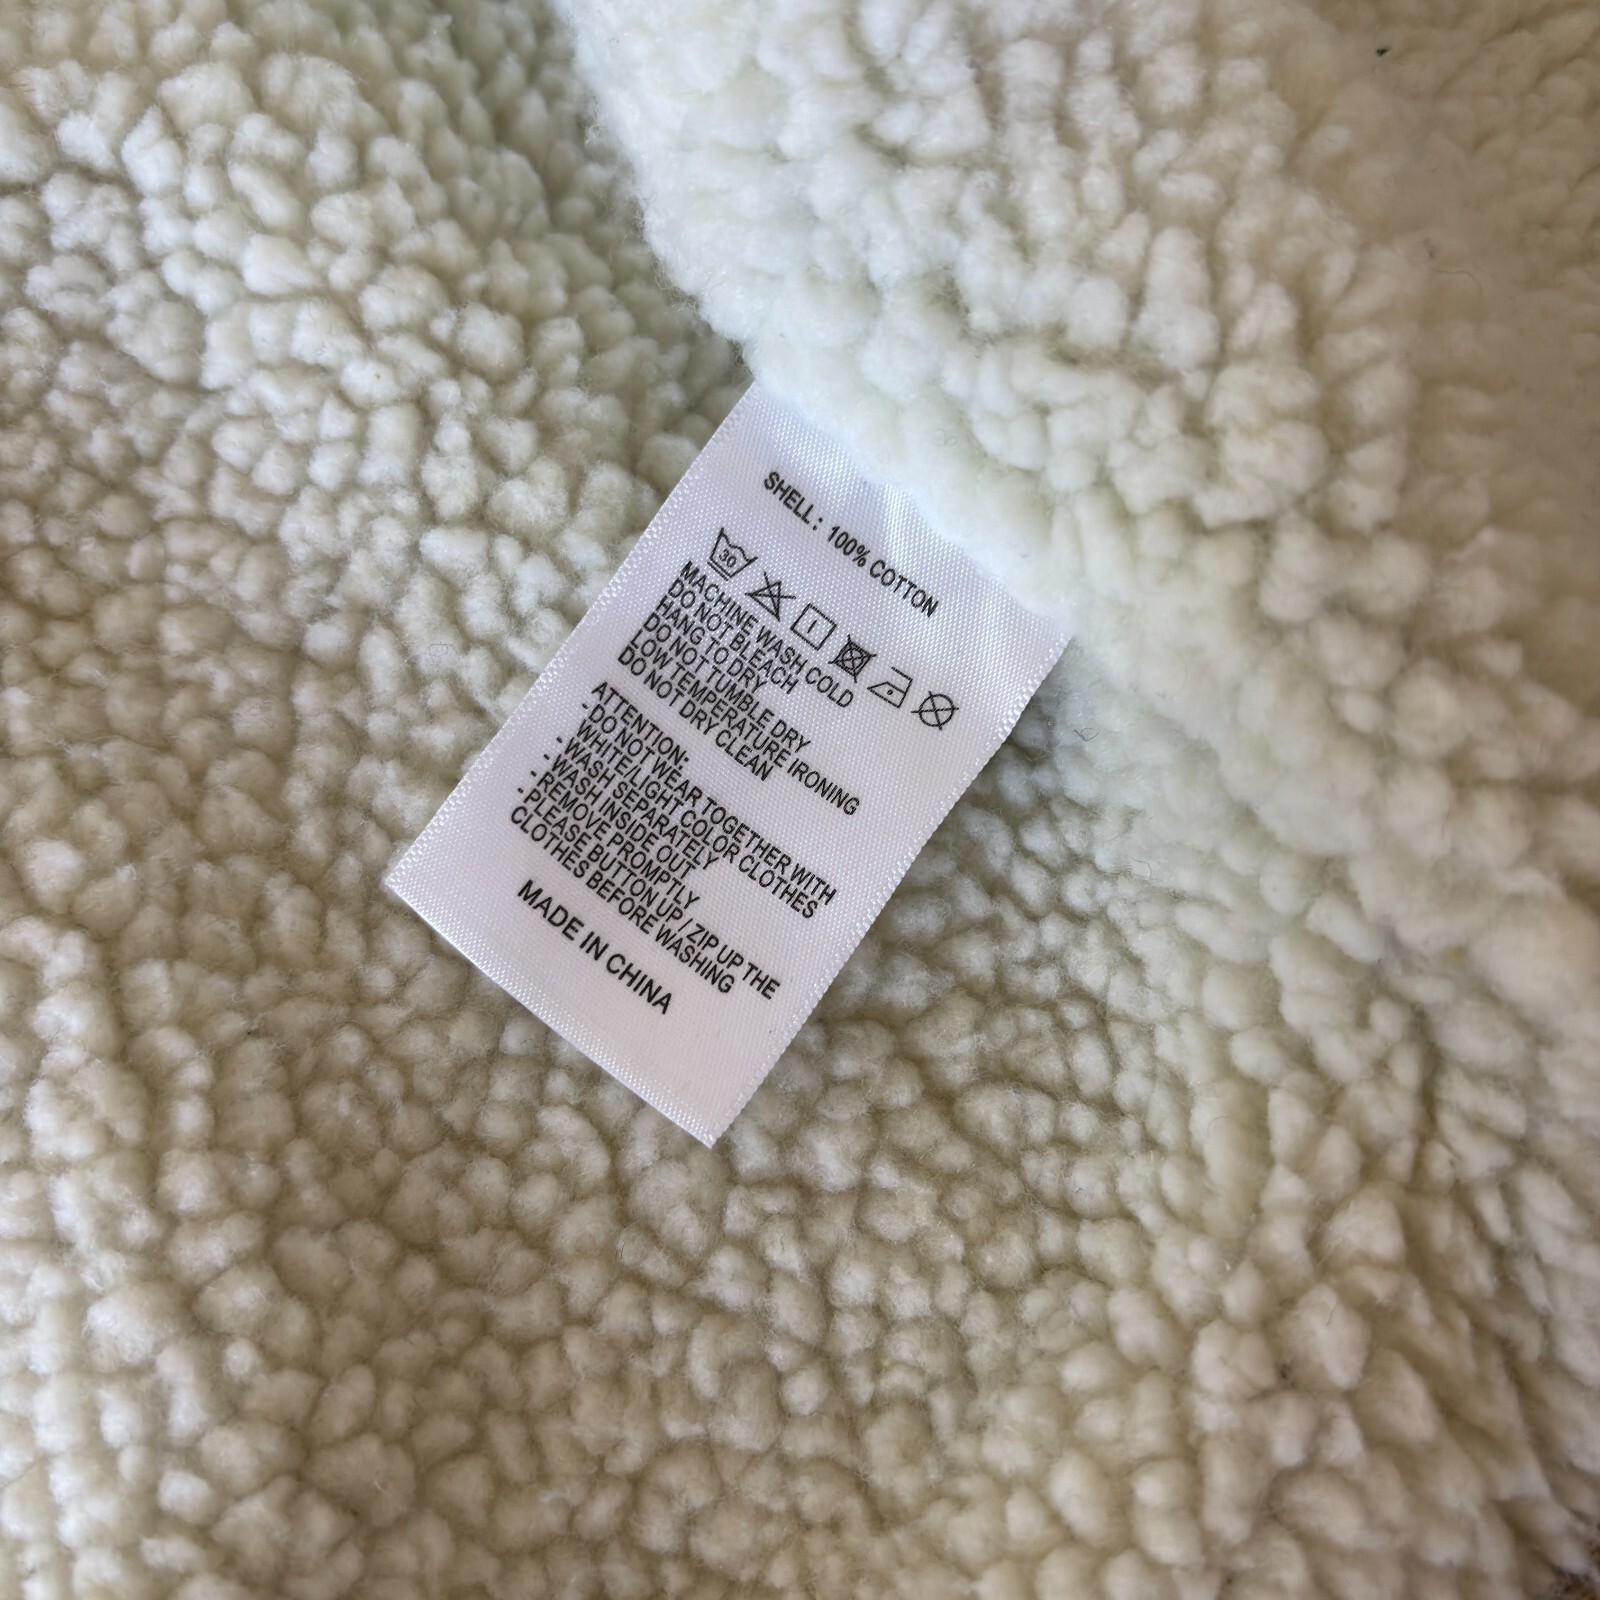 SHELL: 100% COTTON
30
MACHINE WASH COLD
DO NOT BLEACH
HANG TO DRY
DO NOT TUMBLE DRY
LOW TEMPERATURE IRONING
DO NOT DRY CLEAN
ATTENTION:
-DO NOT WEAR TOGETHER WITH
WHITE/LIGHT COLOR CLOTHES
- WASH SEPARATELY
- WASH INSIDE OUT
- REMOVE PROMPTLY
- PLEASE BUTTON UP / ZIP UP THE
CLOTHES BEFORE WASHING
MADE IN CHINA